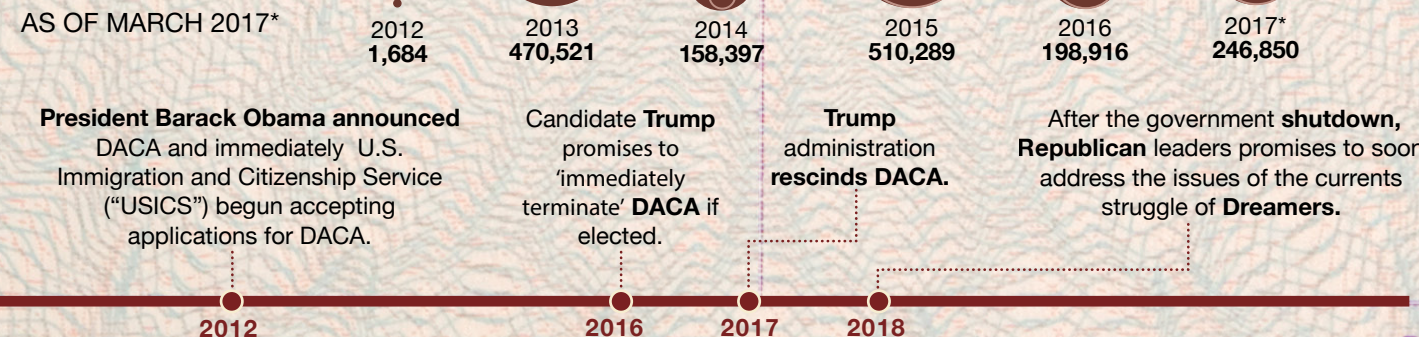 AS OF MARCH 2017*
2012
1,684
2013
470,521
2014
158,397
2015
510,289
2016
198,916
2017*
246,850
President Barack Obama announced
DACA and immediately U.S.
Immigration and Citizenship Service
("USICS") begun accepting
applications for DACA.
Candidate Trump
promises to
‘immediately
terminate’ DACA if
elected.
Trump
administration
rescinds DACA.
After the government shutdown,
Republican leaders promises to soon
address the issues of the currents
struggle of Dreamers.
2012
2016
2017
2018